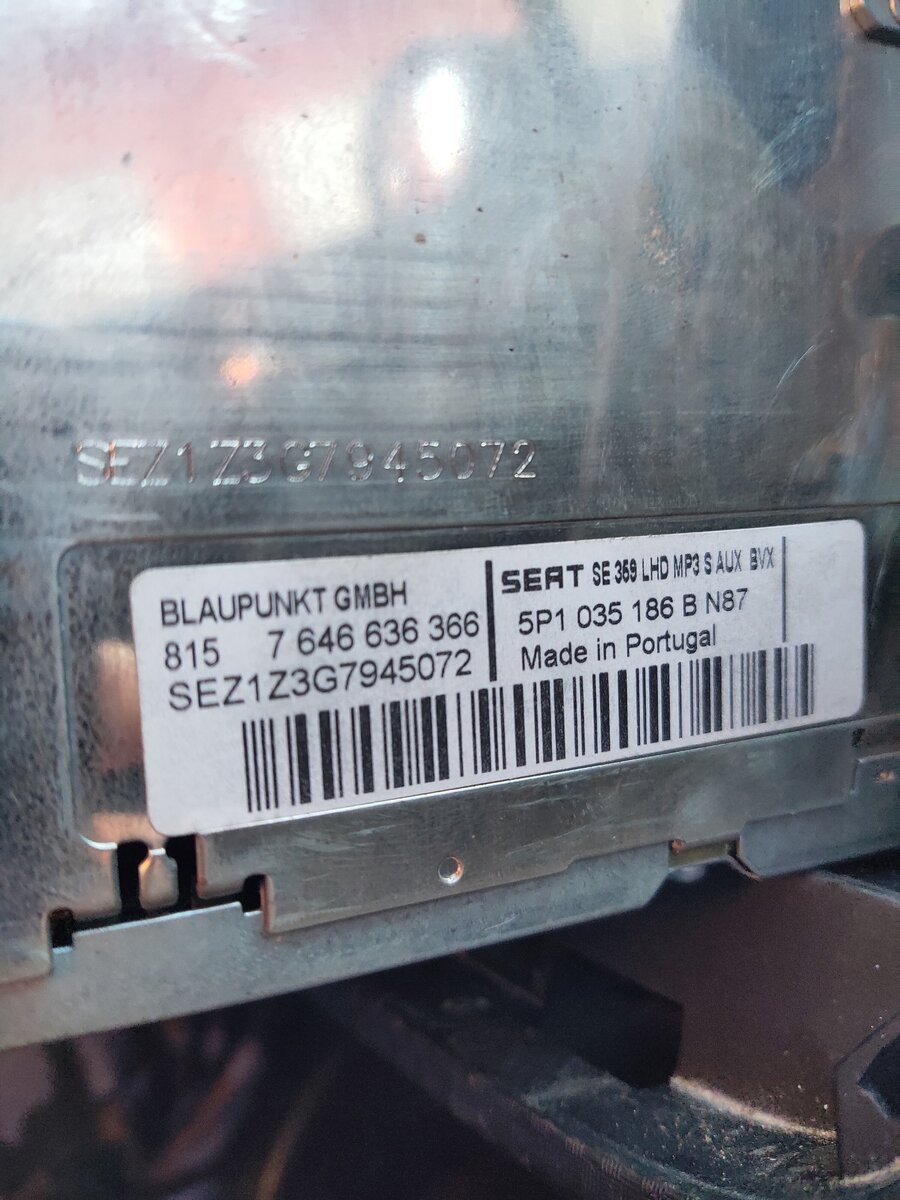 SEZ1Z3G7945072
BLAUPUNKT GMBH
815 7 646 636 366
SEZ1Z3G7945072
SEAT SE 359 LHD MP3 S AUX BVX
5P1 035 186 B N87
Made in Portugal